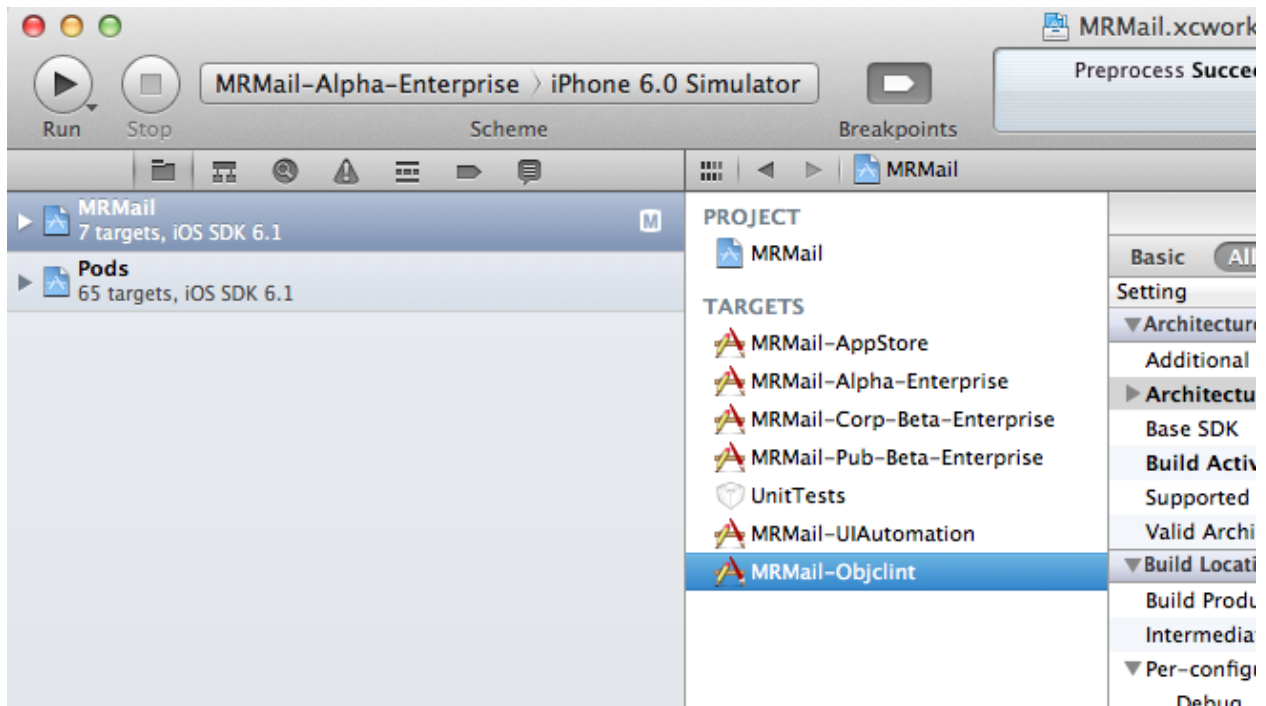 MRMail.xcwork
MRMail-Alpha-Enterprise 〉 iPhone 6.0 Simulator
Preprocess Succe
Run Stop Scheme Breakpoints
MRMail
MRMail
7 targets, iOS SDK 6.1
M
Pods
65 targets, iOS SDK 6.1
PROJECT
MRMail
TARGETS
MRMail-AppStore
MRMail-Alpha-Enterprise
MRMail-Corp-Beta-Enterprise
MRMail-Pub-Beta-Enterprise
UnitTests
MRMail-UIAutomation
MRMail-Objclint
Basic All
Setting
Architectur
Additional
Architectu
Base SDK
Build Activ
Supported
Valid Archi
Build Locati
Build Produ
Intermedia
Per-config
Debug